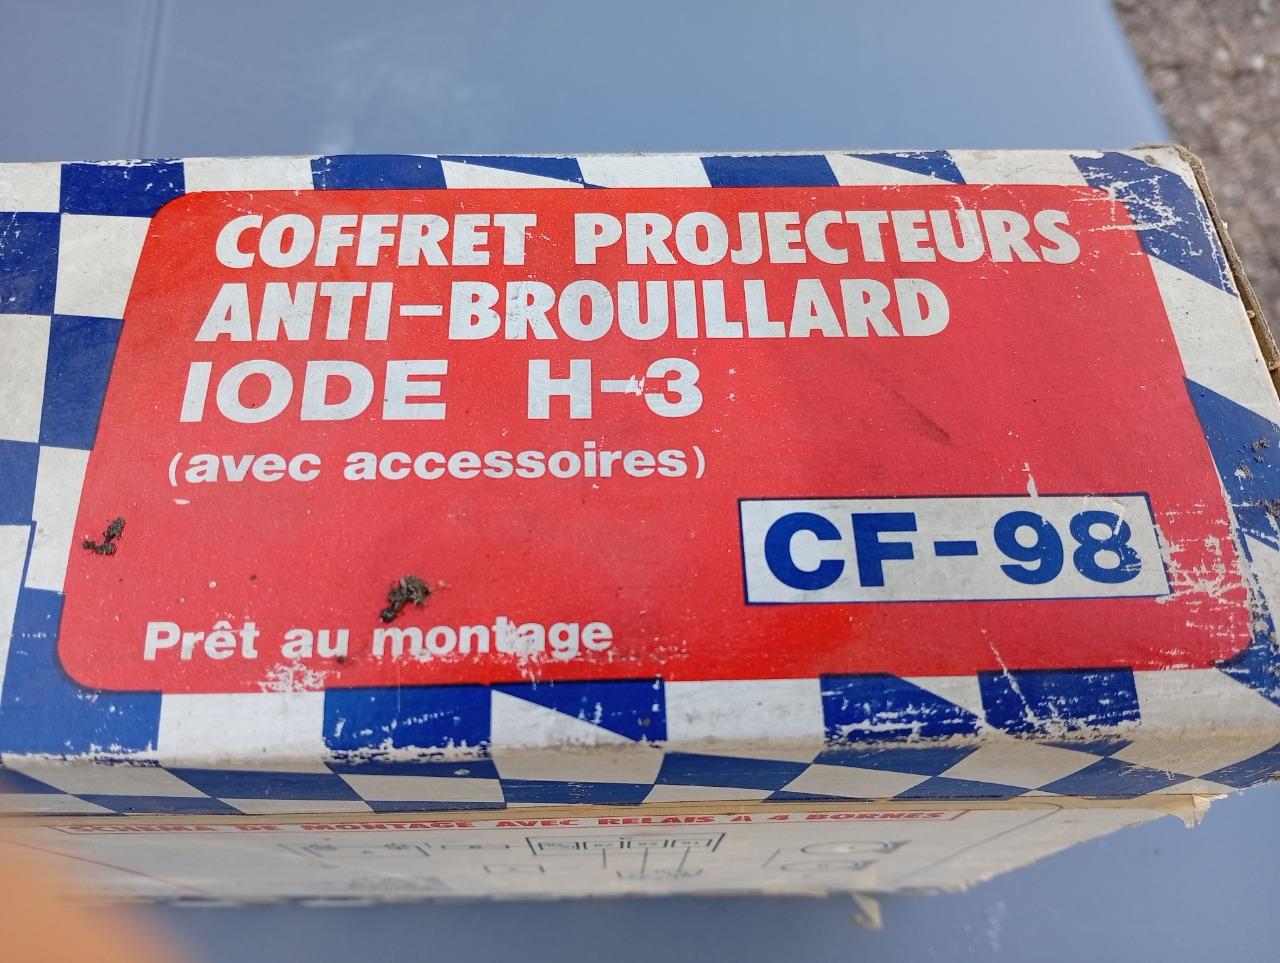 COFFRET PROJECTEURS
ANTI-BROUILLARD
IODE H-3
(avec accessoires)
CF-98
Prêt au montage
SCHEMA DE MONTAGE AVEC RELAIS A 4 BORNES